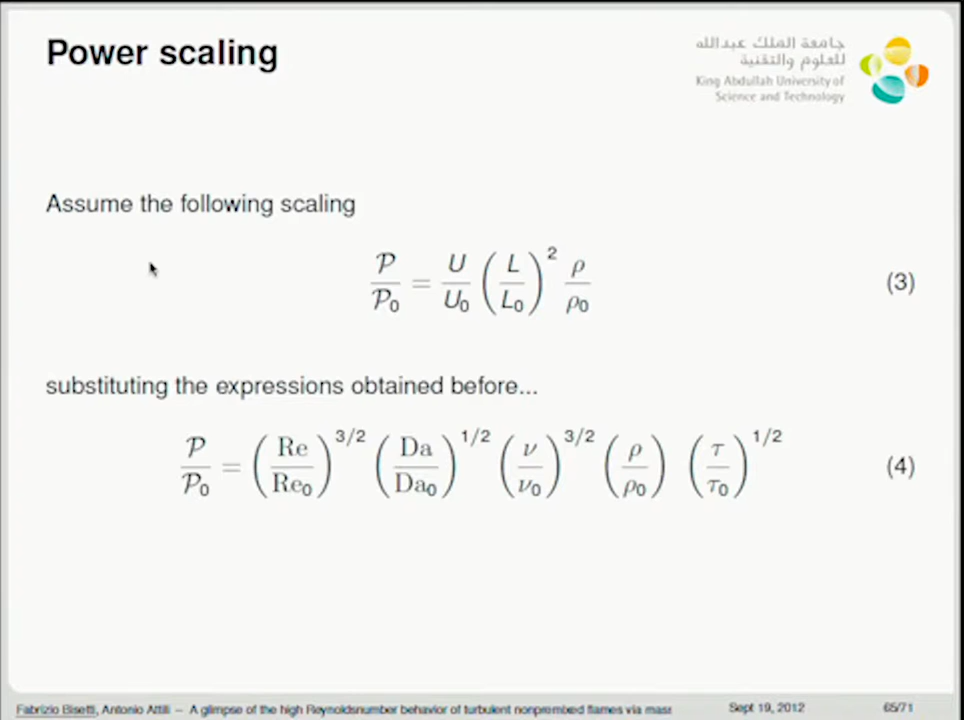 Power scaling
جامعة الملك عبدالله
للعلوم والتقنية
King Abdullah University of
Science and Technology
Assume the following scaling
𝒫/𝒫₀ = U/U₀ (L/L₀)² ρ/ρ₀ (3)
substituting the expressions obtained before...
𝒫/𝒫₀ = (Re/Re₀)^3/2 (Da/Da₀)^1/2 (ν/ν₀)^3/2 (ρ/ρ₀) (τ/τ₀)^1/2 (4)
Fabrizio Bisetti, Antonio Attili – A glimpse of the high Reynoldsnumber behavior of turbulent nonpremixed flames via mass Sept 19, 2012 65/71